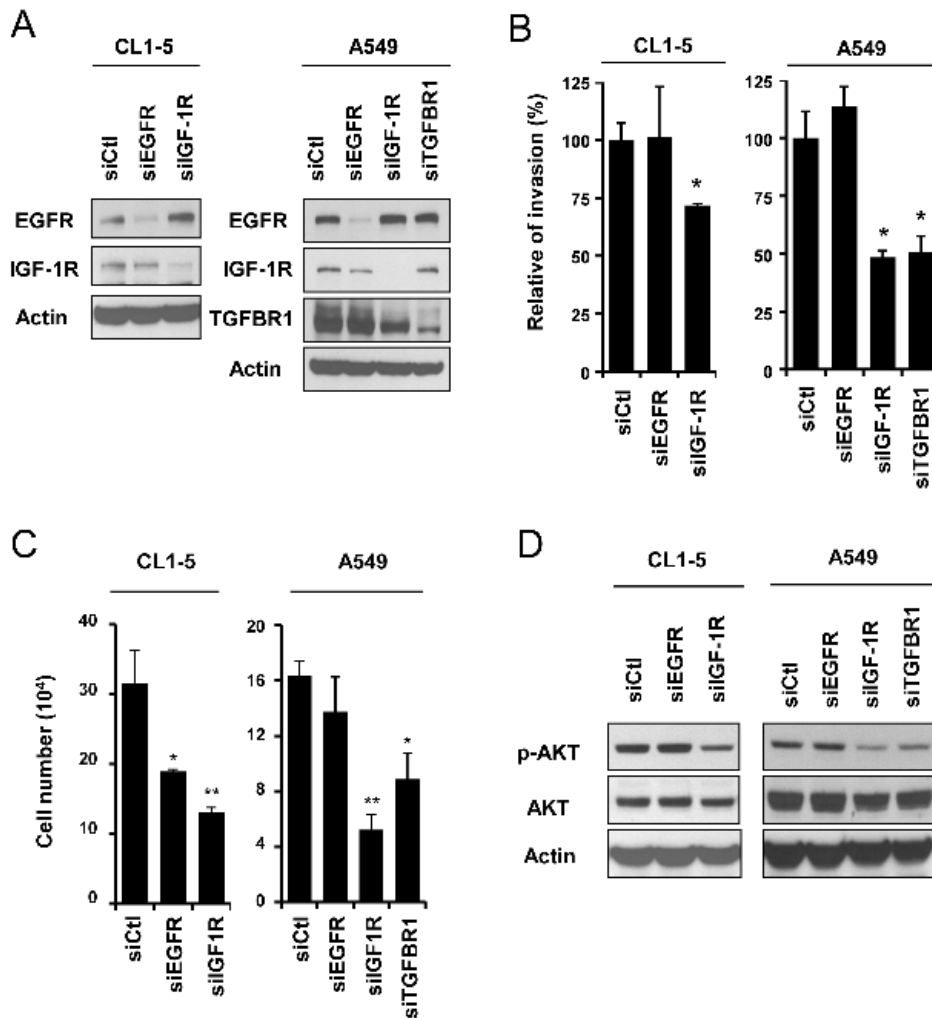 A
CL1-5
A549
siCtl
siEGFR
siIGF-1R
siCtl
siEGFR
siIGF-1R
siTGFBR1
EGFR
IGF-1R
Actin
EGFR
IGF-1R
TGFBR1
Actin
B
CL1-5
A549
Relative of invasion (%)
125
100
75
50
25
0
125
100
75
50
25
0
*
*
*
siCtl
siEGFR
siIGF-1R
siCtl
siEGFR
siIGF-1R
siTGFBR1
C
CL1-5
A549
Cell number (10⁴)
40
30
20
10
0
20
16
12
8
4
0
*
**
**
*
siCtl
siEGFR
siIGF1R
siCtl
siEGFR
siIGF1R
siTGFBR1
D
CL1-5
A549
siCtl
siEGFR
siIGF-1R
siCtl
siEGFR
siIGF-1R
siTGFBR1
p-AKT
AKT
Actin